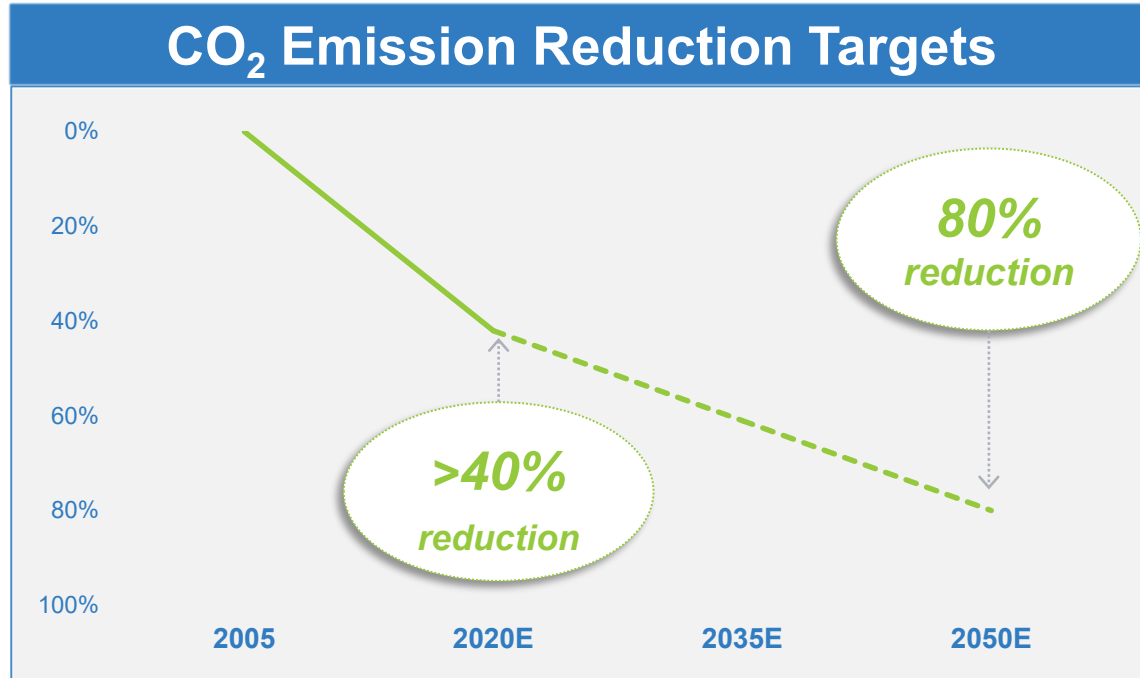 CO₂ Emission Reduction Targets
0%
20%
40%
60%
80%
100%
80%
reduction
>40%
reduction
2005
2020E
2035E
2050E